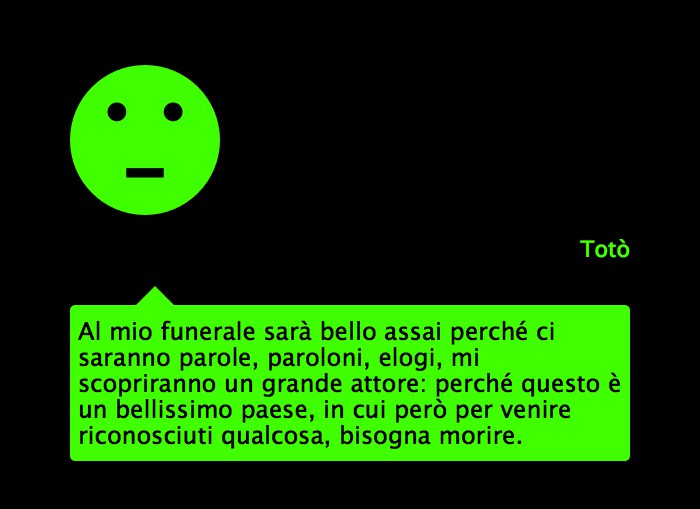 Totò
Al mio funerale sarà bello assai perché ci
saranno parole, paroloni, elogi, mi
scopriranno un grande attore: perché questo è
un bellissimo paese, in cui però per venire
riconosciuti qualcosa, bisogna morire.